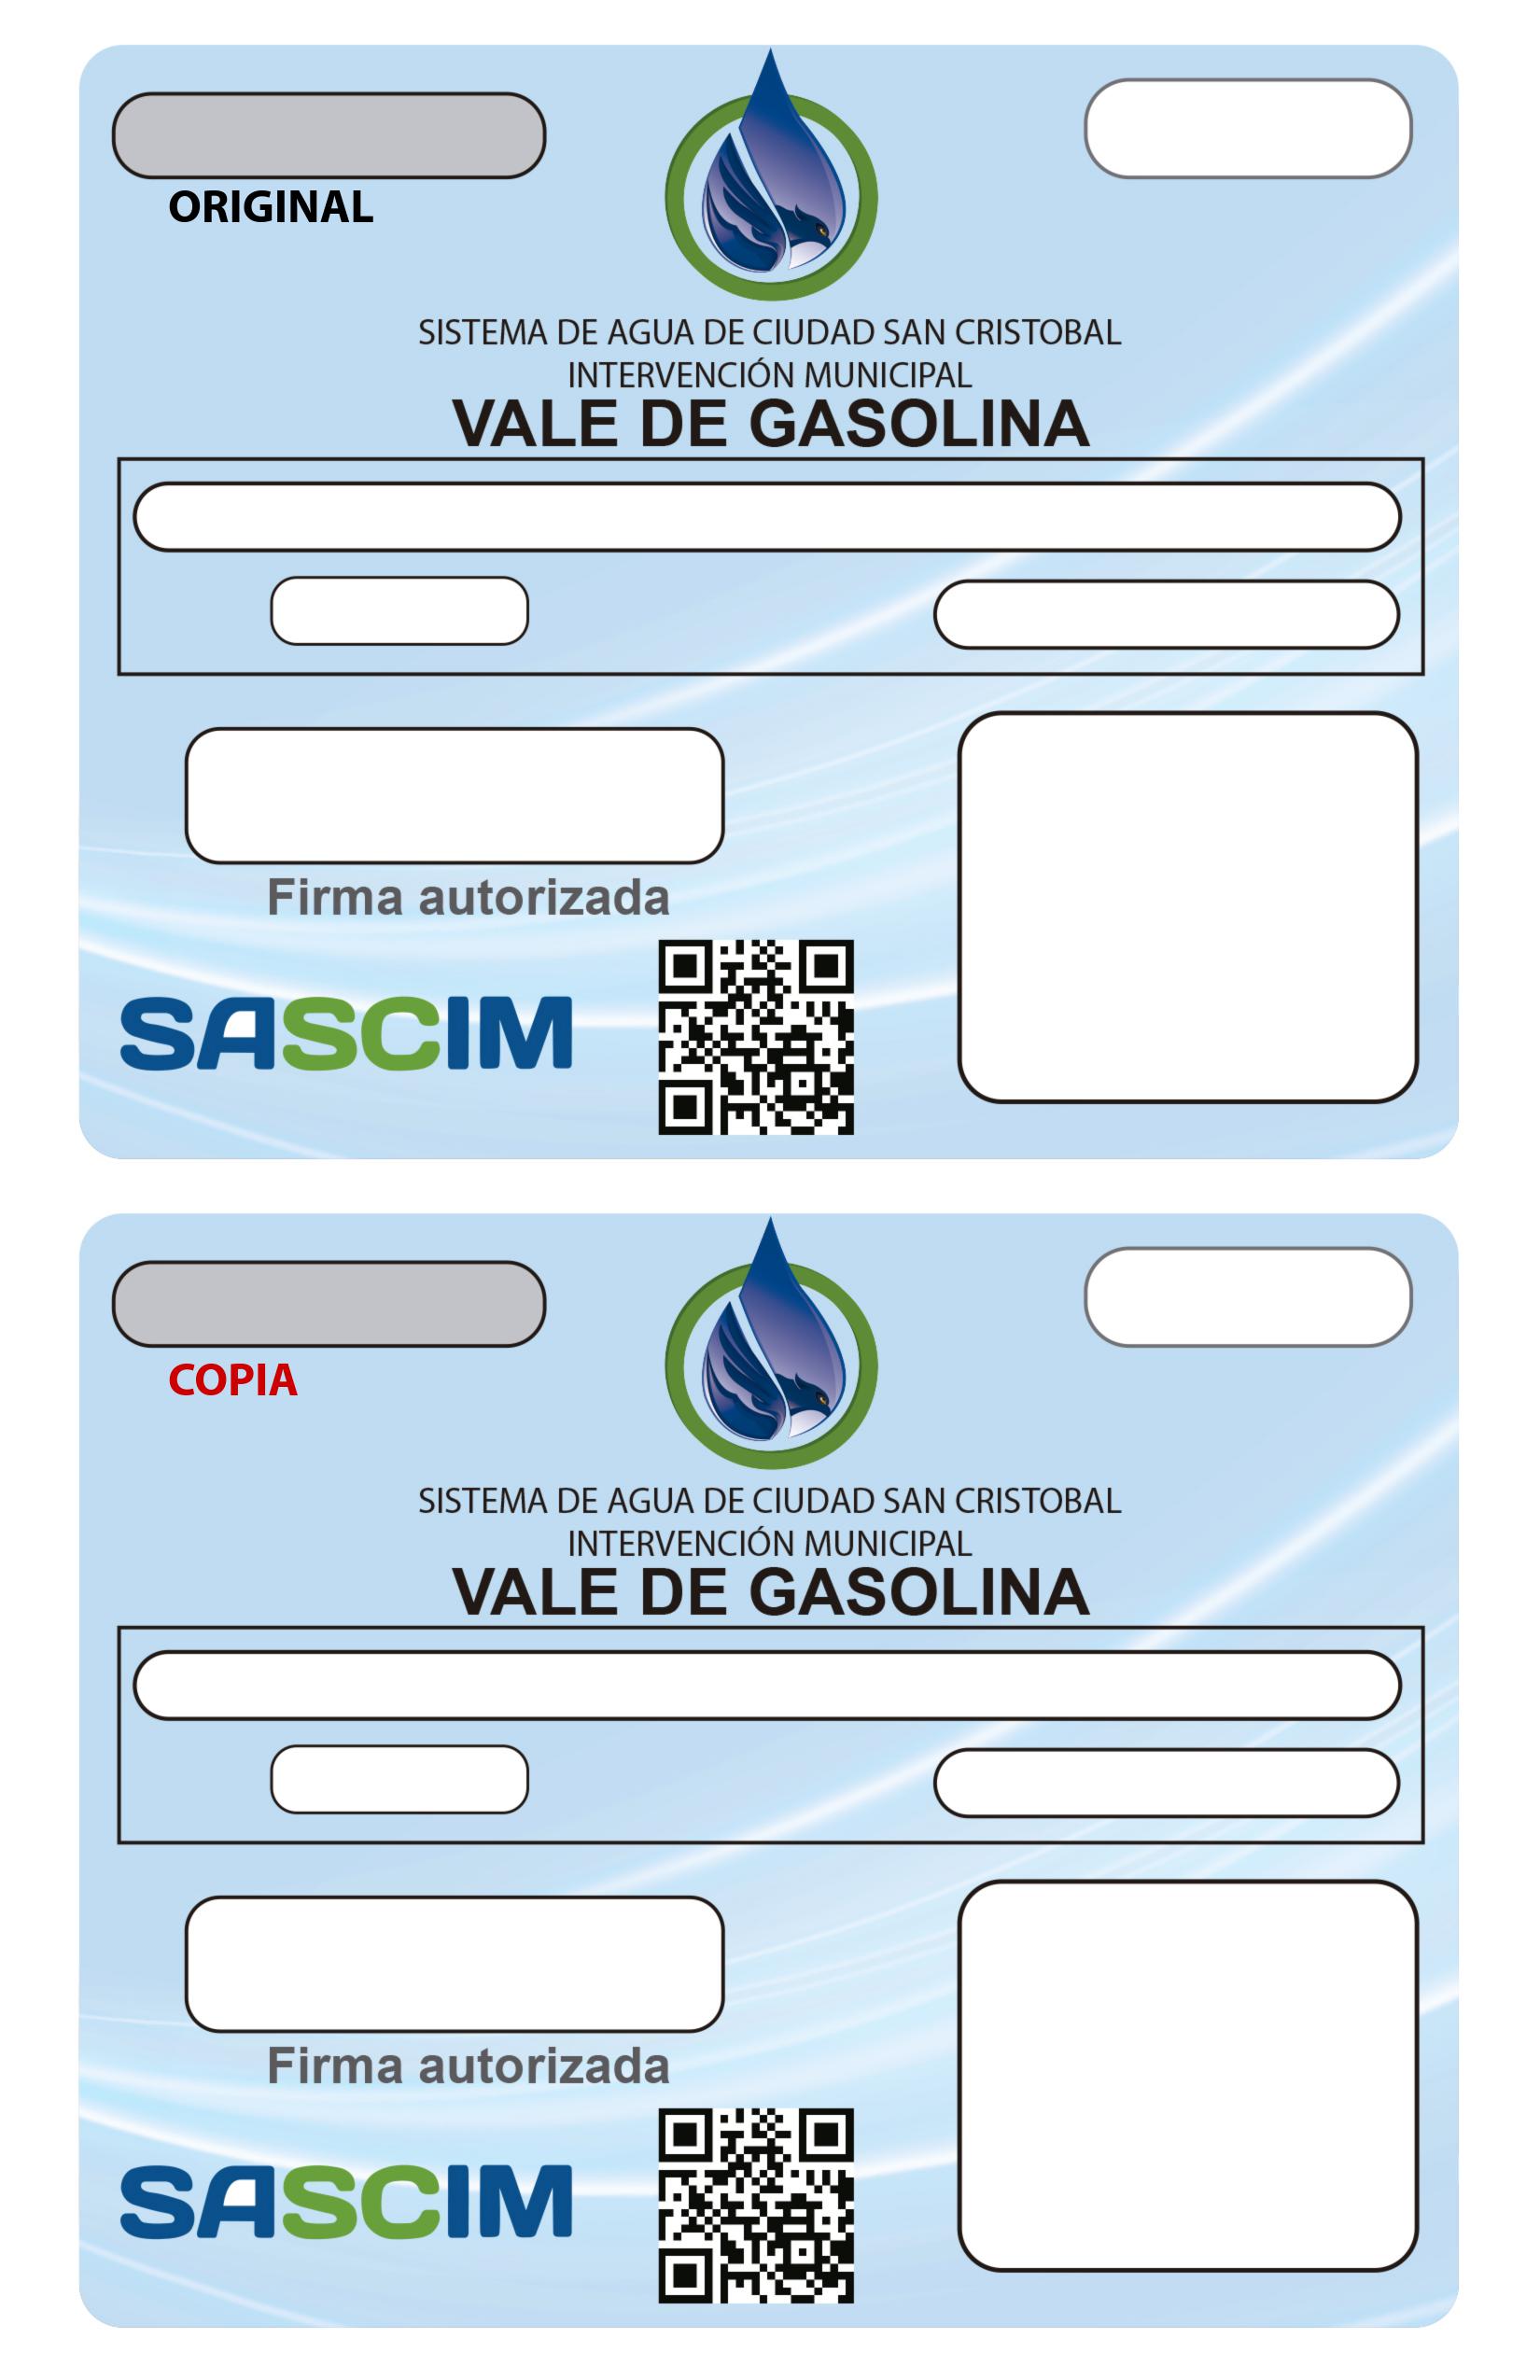 ORIGINAL
SISTEMA DE AGUA DE CIUDAD SAN CRISTOBAL
INTERVENCIÓN MUNICIPAL
VALE DE GASOLINA
Firma autorizada
SASCIM
COPIA
SISTEMA DE AGUA DE CIUDAD SAN CRISTOBAL
INTERVENCIÓN MUNICIPAL
VALE DE GASOLINA
Firma autorizada
SASCIM